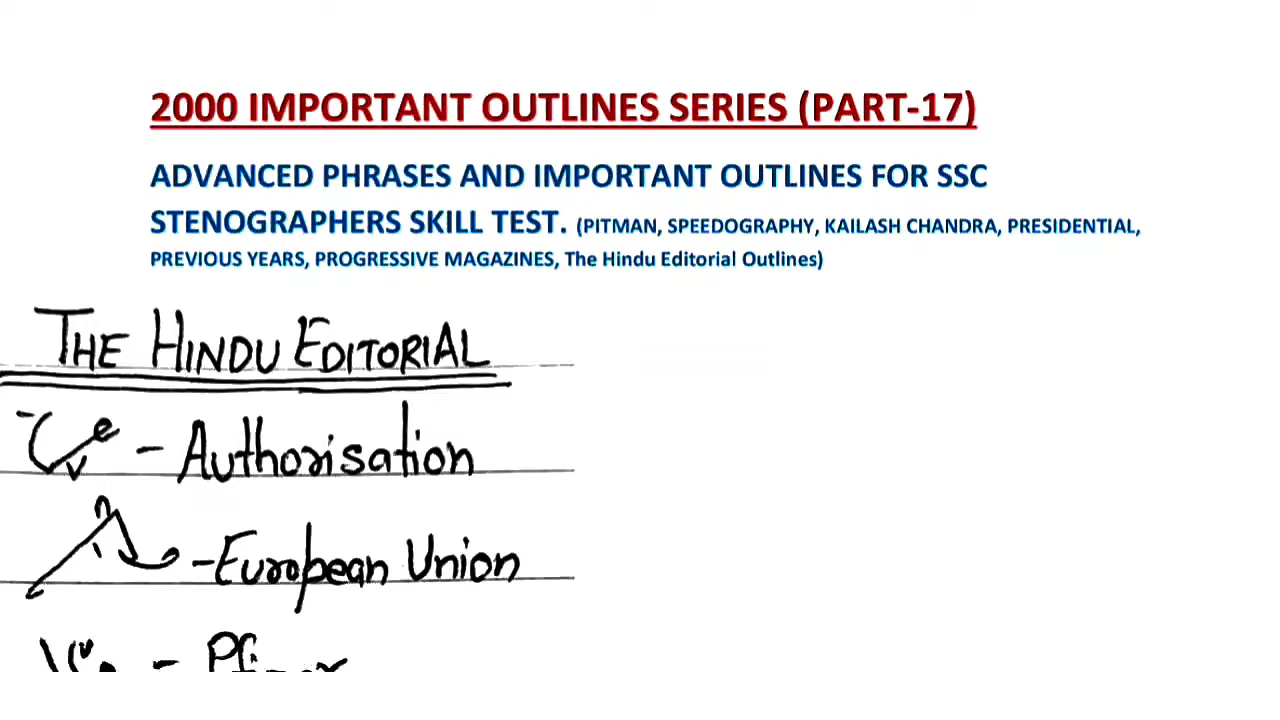 2000 IMPORTANT OUTLINES SERIES (PART-17)
ADVANCED PHRASES AND IMPORTANT OUTLINES FOR SSC
STENOGRAPHERS SKILL TEST. (PITMAN, SPEEDOGRAPHY, KAILASH CHANDRA, PRESIDENTIAL,
PREVIOUS YEARS, PROGRESSIVE MAGAZINES, The Hindu Editorial Outlines)
THE HINDU EDITORIAL
- Authorisation
- European Union
- Pfizer